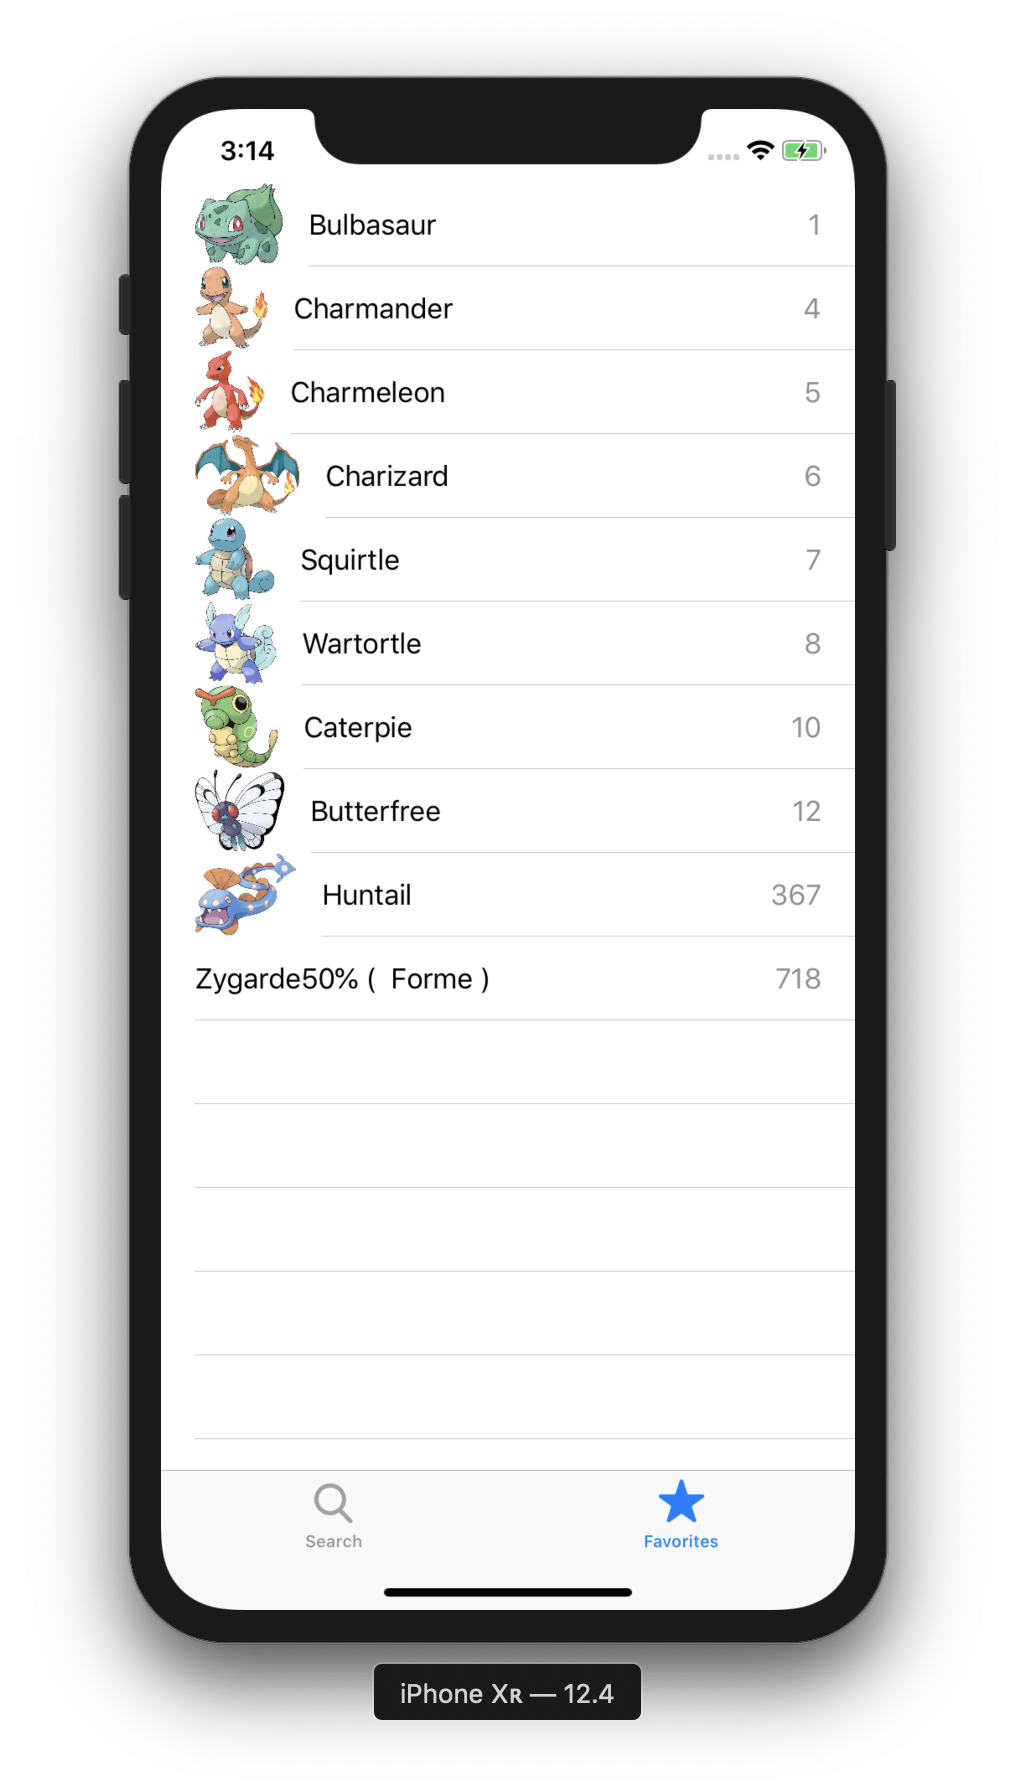 3:14
Bulbasaur 1
Charmander 4
Charmeleon 5
Charizard 6
Squirtle 7
Wartortle 8
Caterpie 10
Butterfree 12
Huntail 367
Zygarde50% (  Forme ) 718
Search Favorites
iPhone Xʀ — 12.4